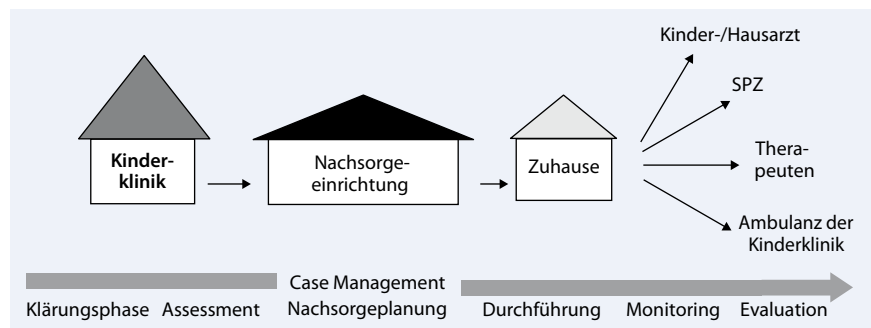 Kinder-/Hausarzt
SPZ
Kinder-
klinik
Nachsorge-
einrichtung
Zuhause
Thera-
peuten
Ambulanz der
Kinderklinik
Case Management
Klärungsphase Assessment Nachsorgeplanung Durchführung Monitoring Evaluation